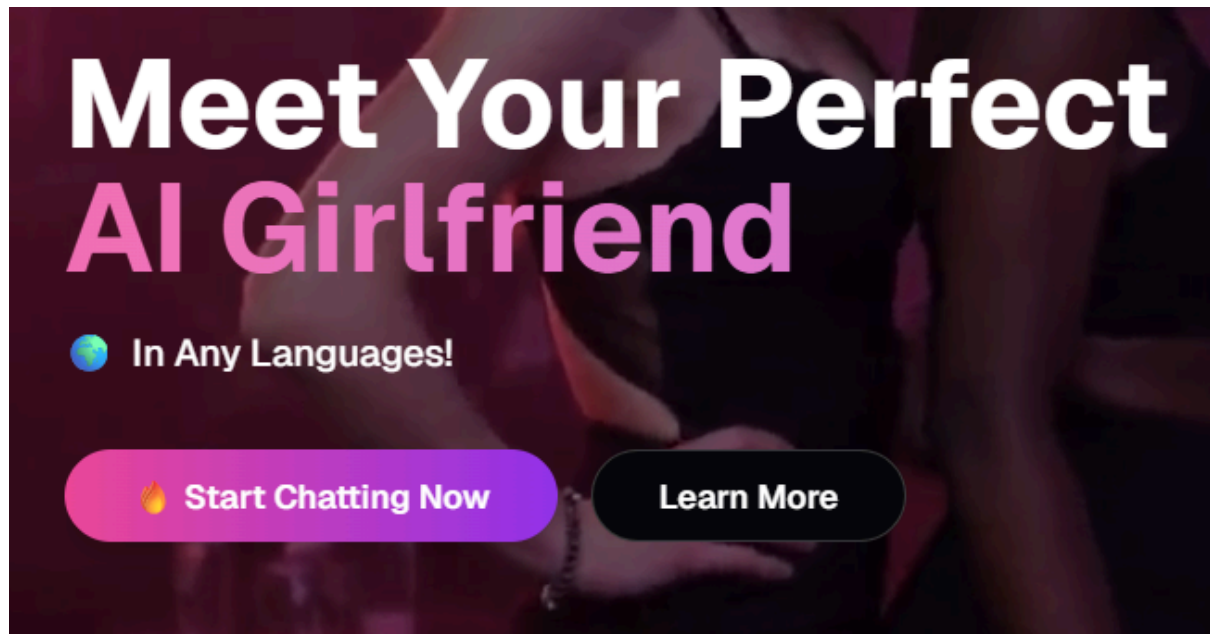 Meet Your Perfect
AI Girlfriend
🌍 In Any Languages!
🔥 Start Chatting Now
Learn More